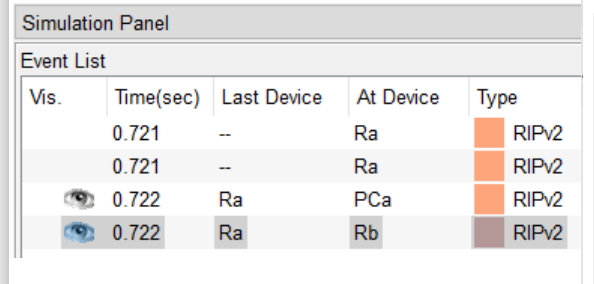 Simulation Panel
Event List
Vis. Time(sec) Last Device At Device Type
0.721 -- Ra RIPv2
0.721 -- Ra RIPv2
0.722 Ra PCa RIPv2
0.722 Ra Rb RIPv2